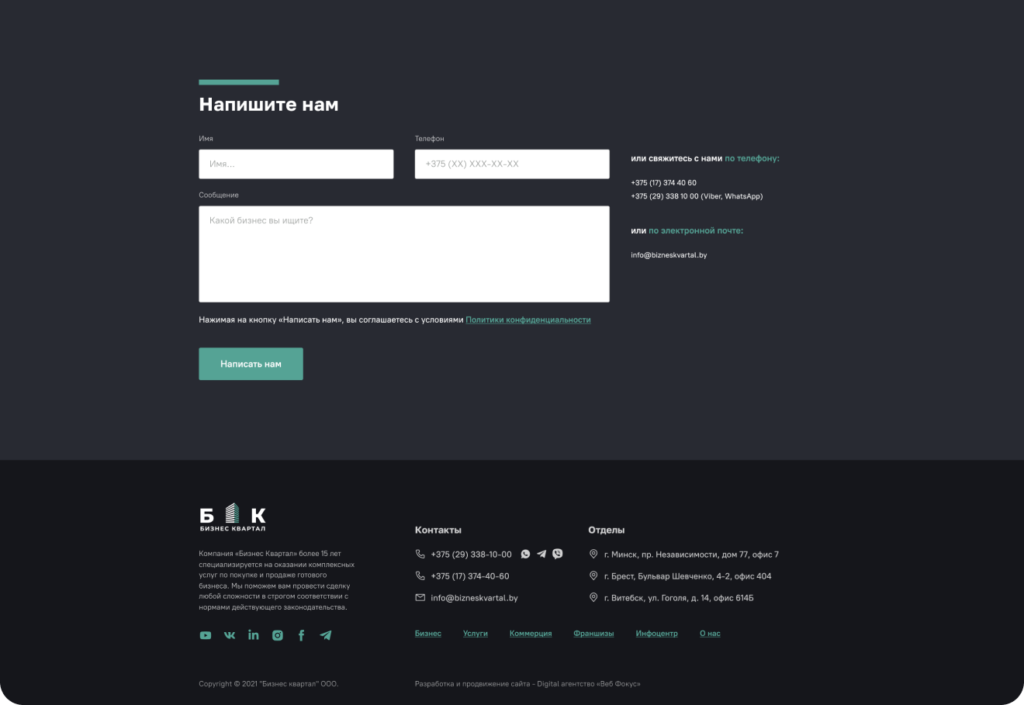 Напишите нам
Имя
Телефон
Имя...
+375 (XX) XXX-XX-XX
Сообщение
Какой бизнес вы ищите?
или свяжитесь с нами по телефону:
+375 (17) 374 40 60
+375 (29) 338 10 00 (Viber, WhatsApp)
или по электронной почте:
info@bizneskvartal.by
Нажимая на кнопку «Написать нам», вы соглашаетесь с условиями Политики конфиденциальности
Написать нам
Б К
БИЗНЕС КВАРТАЛ
Компания «Бизнес Квартал» более 15 лет
специализируется на оказании комплексных
услуг по покупке и продаже готового
бизнеса. Мы поможем вам провести сделку
любой сложности в строгом соответствии с
нормами действующего законодательства.
Контакты
+375 (29) 338-10-00
+375 (17) 374-40-60
info@bizneskvartal.by
Отделы
г. Минск, пр. Независимости, дом 77, офис 7
г. Брест, Бульвар Шевченко, 4-2, офис 404
г. Витебск, ул. Гоголя, д. 14, офис 614Б
Бизнес Услуги Коммерция Франшизы Инфоцентр О нас
Copyright © 2021 "Бизнес квартал" ООО.
Разработка и продвижение сайта - Digital агентство «Веб Фокус»